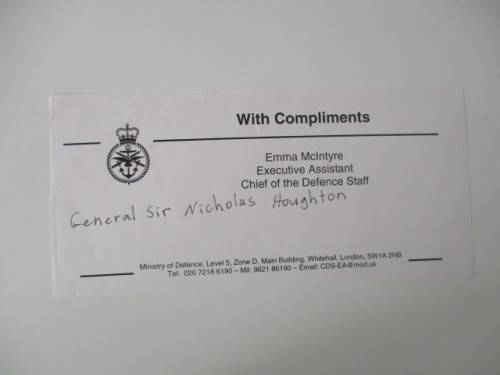 With Compliments
Emma McIntyre
Executive Assistant
Chief of the Defence Staff
General Sir Nicholas Houghton
Ministry of Defence, Level 5, Zone D, Main Building, Whitehall, London, SW1A 2HB
Tel: 020 7218 6190 – Mil: 9621 86190 – Email: CDS-EA@mod.uk